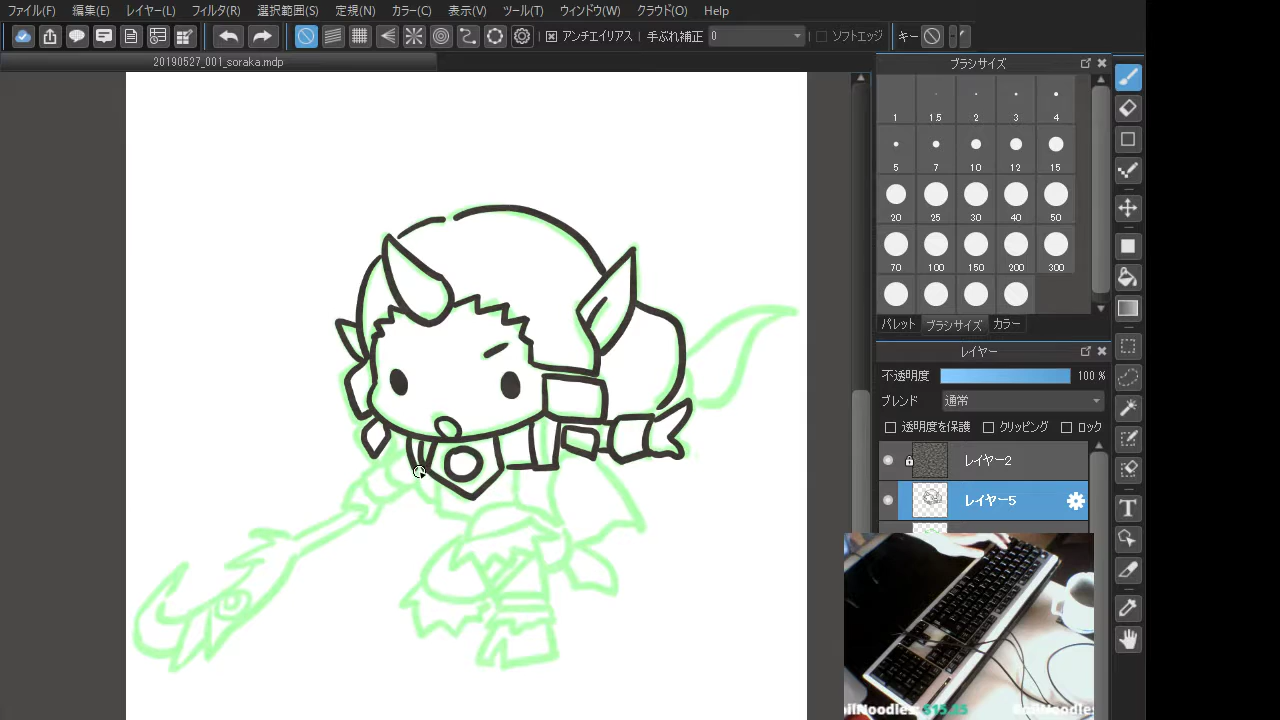 ファイル(F) 編集(E) レイヤー(L) フィルタ(R) 選択範囲(S) 定規(N) カラー(C) 表示(V) ツール(T) ウィンドウ(W) クラウド(O) Help
アンチエイリアス 手ぶれ補正 0 ソフトエッジ キー
20190527_001_soraka.mdp
ブラシサイズ
1 1.5 2 3 4
5 7 10 12 15
20 25 30 40 50
70 100 150 200 300
パレット ブラシサイズ カラー
レイヤー
不透明度 100 %
ブレンド 通常
透明度を保護 クリッピング ロック
レイヤー2
レイヤー5
T
$15.25